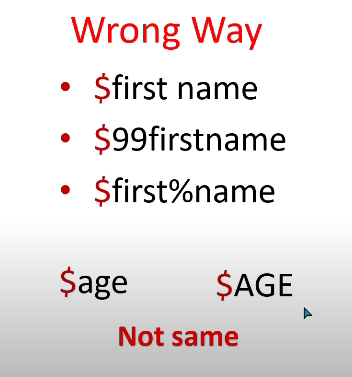 Wrong Way
• $first name
• $99firstname
• $first%name
$age $AGE
Not same